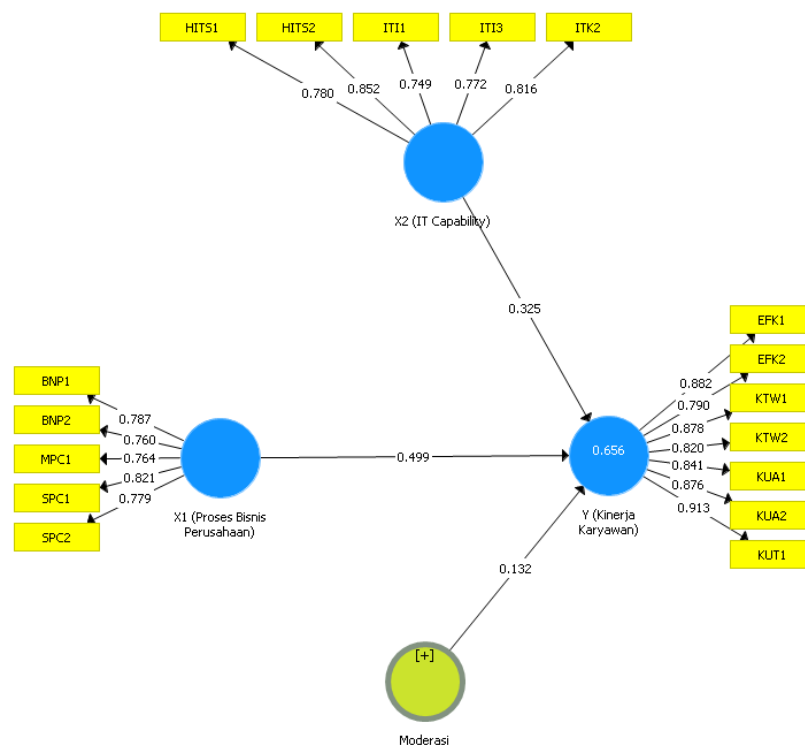 HITS1 HITS2 ITI1 ITI3 ITK2
0.780 0.852 0.749 0.772 0.816
X2 (IT Capability)
0.325
BNP1
BNP2
MPC1
SPC1
SPC2
0.787
0.760
0.764
0.821
0.779
X1 (Proses Bisnis
Perusahaan)
0.499
0.656
Y (Kinerja
Karyawan)
0.882
0.790
0.878
0.820
0.841
0.876
0.913
EFK1
EFK2
KTW1
KTW2
KUA1
KUA2
KUT1
0.132
[+]
Moderasi